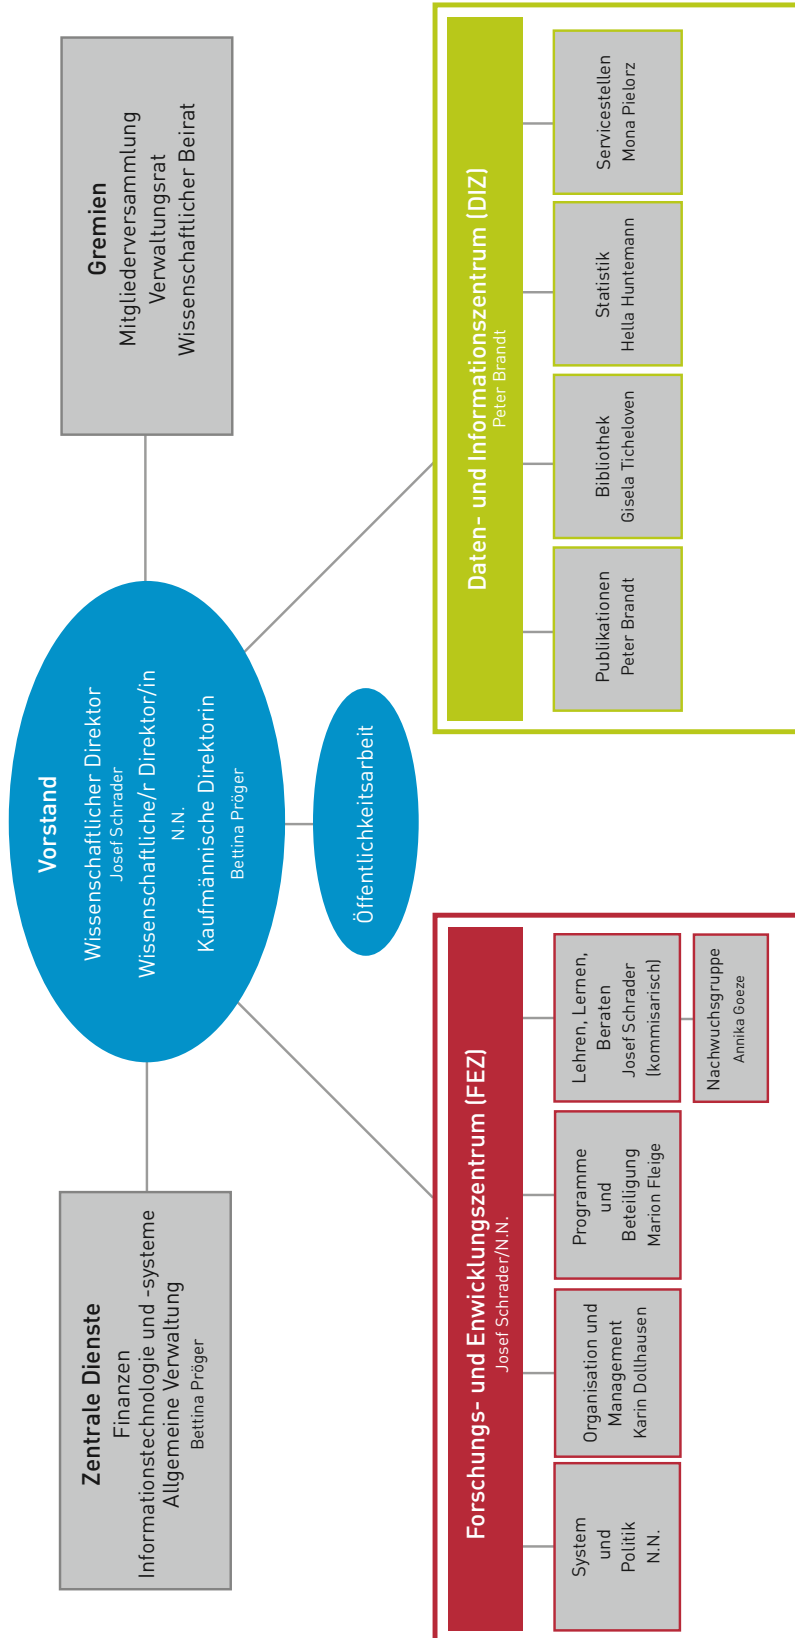 Zentrale Dienste
Finanzen
Informationstechnologie und -systeme
Allgemeine Verwaltung
Bettina Pröger
Vorstand
Wissenschaftlicher Direktor
Josef Schrader
Wissenschaftliche/r Direktor/in
N.N.
Kaufmännische Direktorin
Bettina Pröger
Gremien
Mitgliederversammlung
Verwaltungsrat
Wissenschaftlicher Beirat
Öffentlichkeitsarbeit
Forschungs- und Enwicklungszentrum (FEZ)
Josef Schrader/N.N.
System
und
Politik
N.N.
Organisation und
Management
Karin Dollhausen
Programme
und
Beteiligung
Marion Fleige
Lehren, Lernen,
Beraten
Josef Schrader
(kommisarisch)
Nachwuchsgruppe
Annika Goeze
Daten- und Informationszentrum (DIZ)
Peter Brandt
Publikationen
Peter Brandt
Bibliothek
Gisela Ticheloven
Statistik
Hella Huntemann
Servicestellen
Mona Pielorz